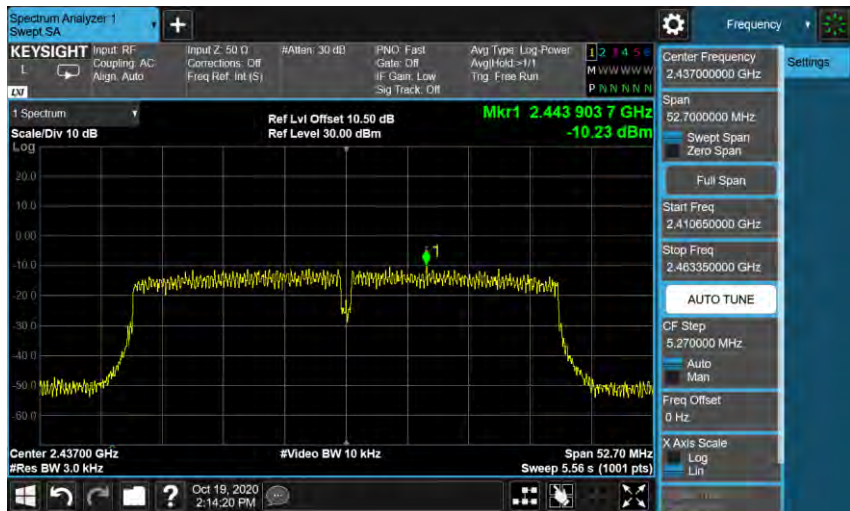 Spectrum Analyzer 1
Swept SA
+
Frequency
KEYSIGHT
L
LXI
Input: RF
Coupling: AC
Align: Auto
Input Z: 50 Ω
Corrections: Off
Freq Ref: Int (S)
#Atten: 30 dB
PNO: Fast
Gate: Off
IF Gain: Low
Sig Track: Off
Avg Type: Log-Power
Avg|Hold:>1/1
Trig: Free Run
1 2 3 4 5 6
M W W W W W
P N N N N N
1 Spectrum
Scale/Div 10 dB
Log
Ref Lvl Offset 10.50 dB
Ref Level 30.00 dBm
Mkr1 2.443 903 7 GHz
-10.23 dBm
20.0
10.0
0.00
-10.0
-20.0
-30.0
-40.0
-50.0
-60.0
1
Center 2.43700 GHz
#Res BW 3.0 kHz
#Video BW 10 kHz
Span 52.70 MHz
Sweep 5.56 s (1001 pts)
?
Oct 19, 2020
2:14:20 PM
Center Frequency
2.437000000 GHz
Settings
Span
52.7000000 MHz
Swept Span
Zero Span
Full Span
Start Freq
2.410650000 GHz
Stop Freq
2.463350000 GHz
AUTO TUNE
CF Step
5.270000 MHz
Auto
Man
Freq Offset
0 Hz
X Axis Scale
Log
Lin